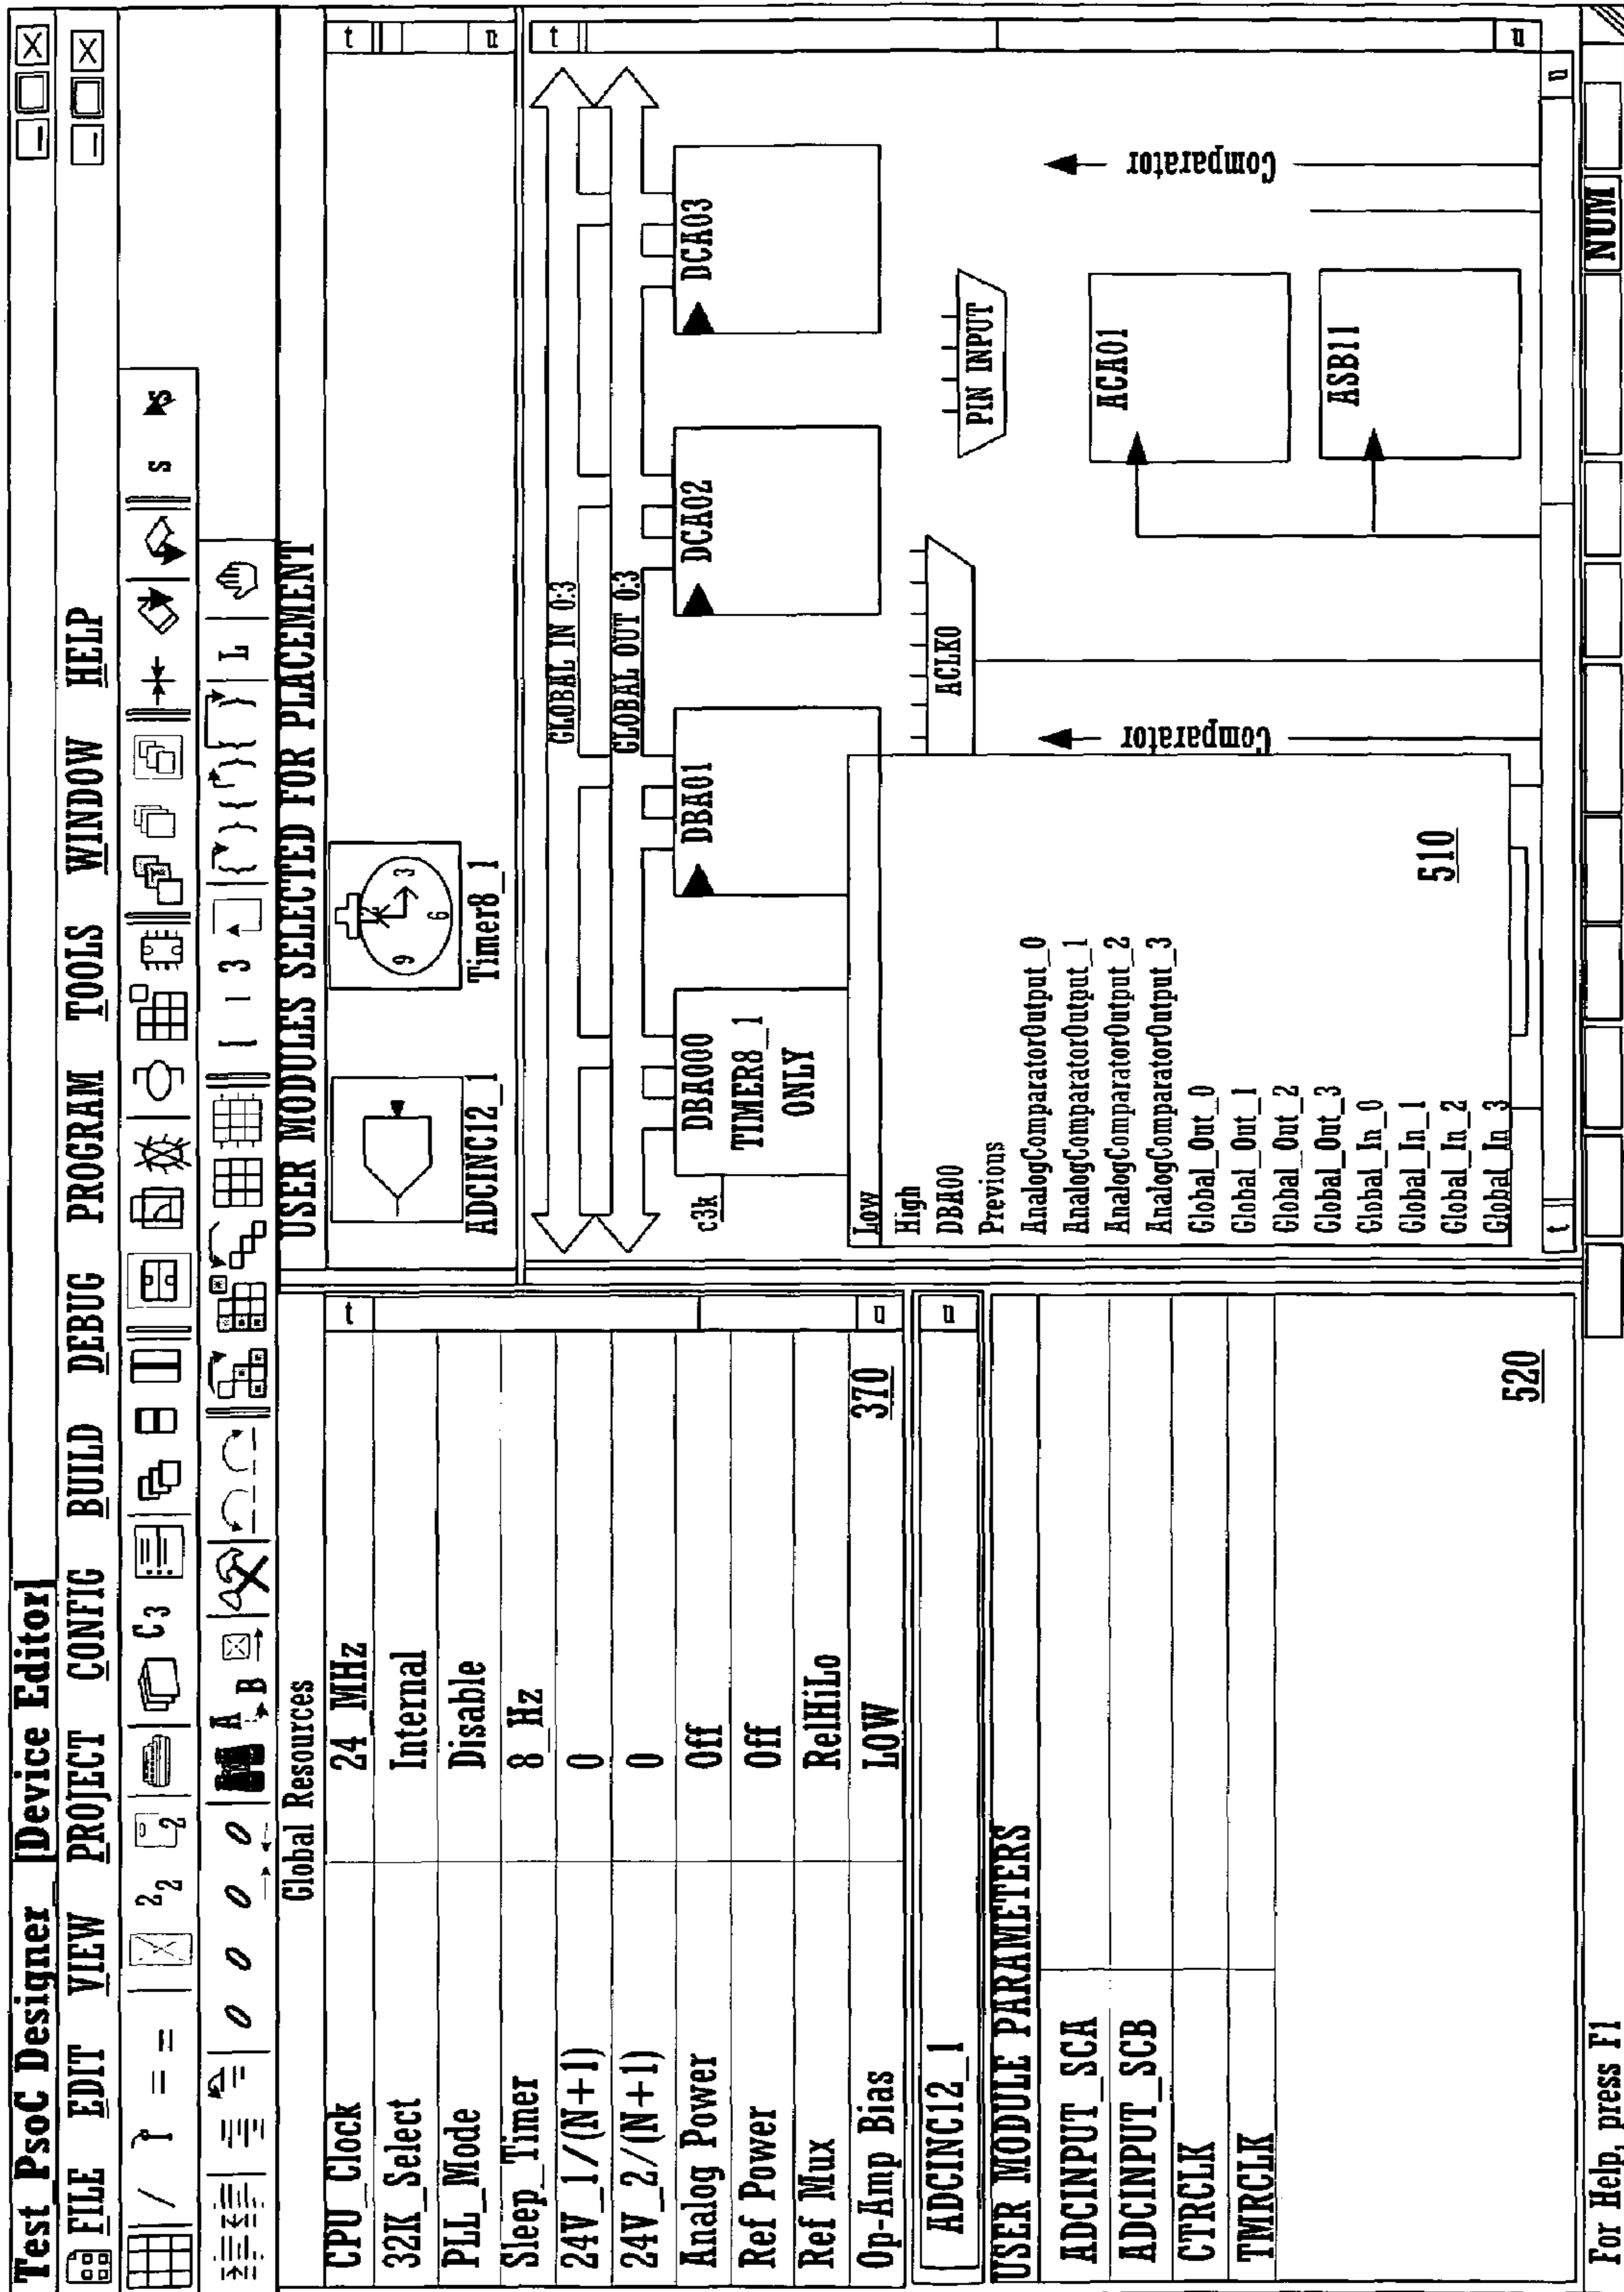 Test_PsoC Designer_[Device Editor]
FILE EDIT VIEW PROJECT CONFIG BUILD DEBUG PROGRAM TOOLS WINDOW HELP
Global Resources
CPU_Clock 24_MHz
32K_Select Internal
PLL_Mode Disable
Sleep_Timer 8_Hz
24V_1/(N+1) 0
24V_2/(N+1) 0
Analog Power Off
Ref Power Off
Ref Mux RelHiLo
Op-Amp Bias LOW
370
ADCINC12_1
USER MODULE PARAMETERS
ADCINPUT_SCA
ADCINPUT_SCB
CTRCLK
TMRCLK
520
USER MODULES SELECTED FOR PLACEMENT
ADCINC12_1
Timer8_1
GLOBAL IN 0:3
GLOBAL OUT 0:3
DBA000
TIMER8_1
ONLY
DBA01
DCA02
DCA03
c3k
Low
High
DBA00
Previous
AnalogComparatorOutput_0
AnalogComparatorOutput_1
AnalogComparatorOutput_2
AnalogComparatorOutput_3
Global_Out_0
Global_Out_1
Global_Out_2
Global_Out_3
Global_In_0
Global_In_1
Global_In_2
Global_In_3
510
ACLK0
PIN INPUT
Comparator
Comparator
ACA01
ASB11
For Help, press F1
NUM